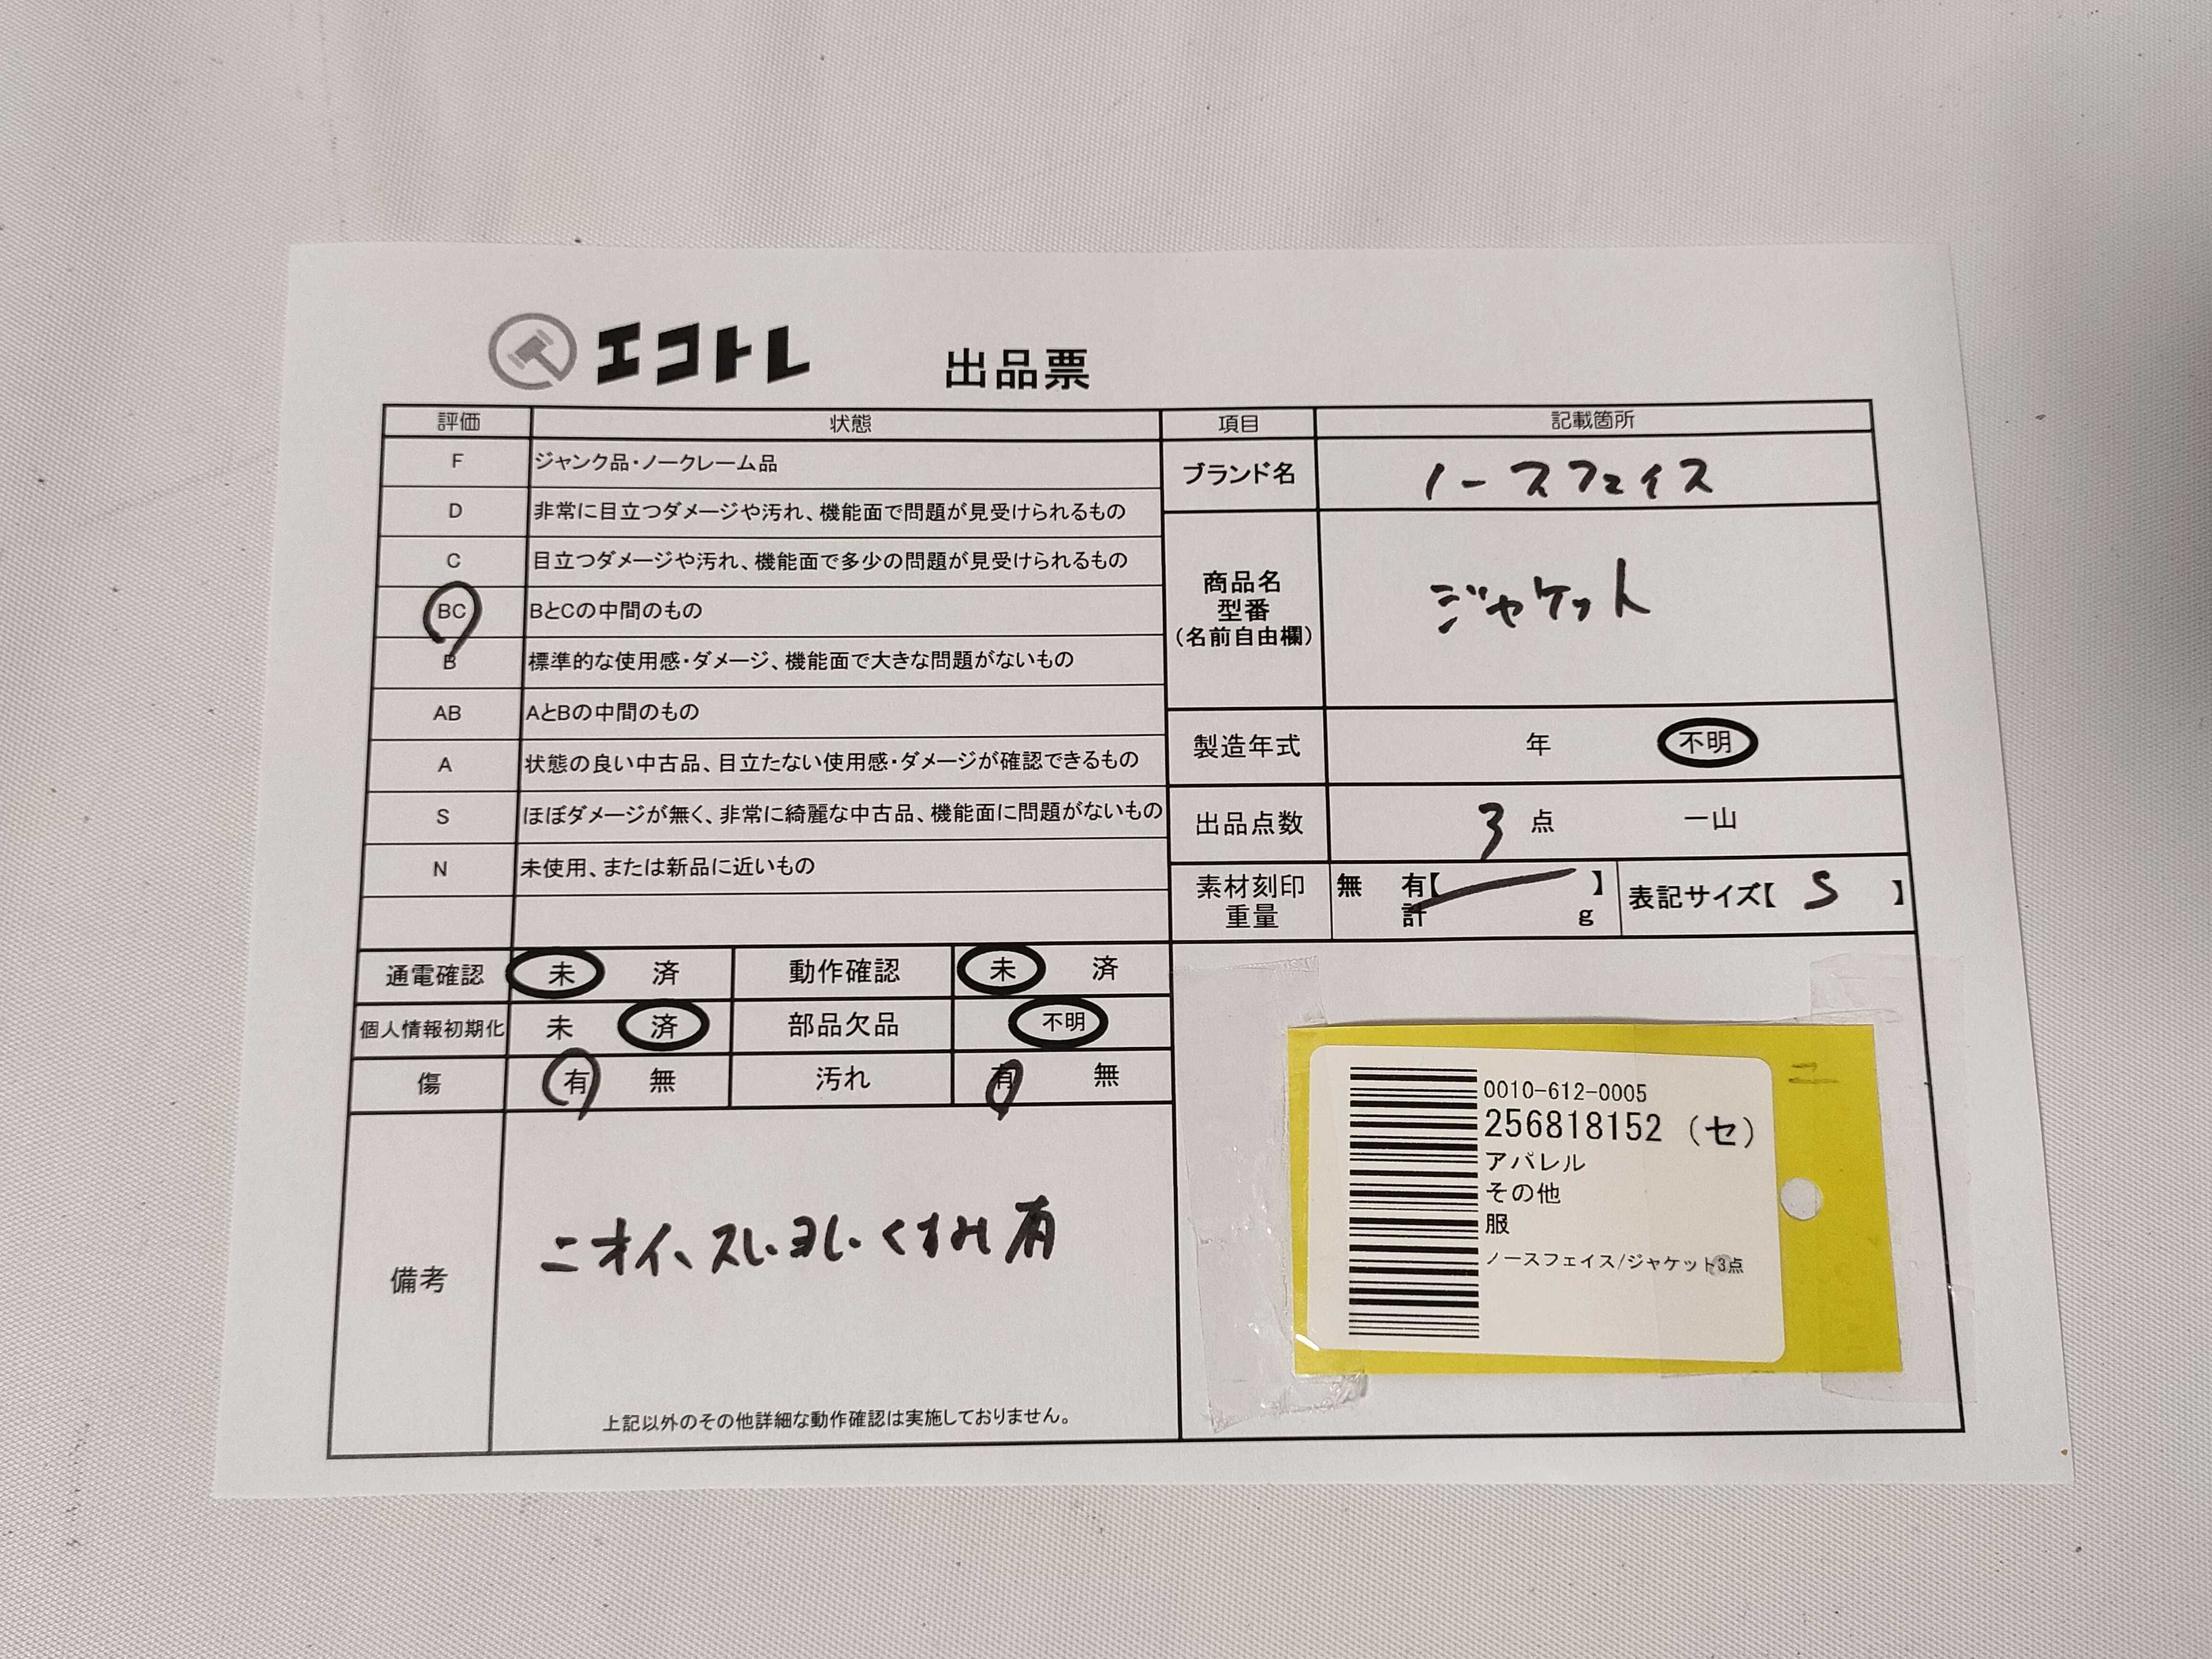 エコトレ 出品票
評価 状態 項目 記載箇所
F ジャンク品・ノークレーム品
D 非常に目立つダメージや汚れ、機能面で問題が見受けられるもの
C 目立つダメージや汚れ、機能面で多少の問題が見受けられるもの
BC BとCの中間のもの
B 標準的な使用感・ダメージ、機能面で大きな問題がないもの
AB AとBの中間のもの
A 状態の良い中古品、目立たない使用感・ダメージが確認できるもの
S ほぼダメージが無く、非常に綺麗な中古品、機能面に問題がないもの
N 未使用、または新品に近いもの
ブランド名 ノースフェイス
商品名
型番
(名前自由欄)
ジャケット
製造年式 年 不明
出品点数 3 点 一山
素材刻印 無 有【 】
重量 計 g
表記サイズ【 S 】
通電確認 未 済 動作確認 未 済
個人情報初期化 未 済 部品欠品 不明
傷 有 無 汚れ 有 無
備考
ニオイ、スレ・ヨレ・くすみ有
上記以外のその他詳細な動作確認は実施しておりません。
0010-612-0005
256818152 (セ)
アパレル
その他
服
ノースフェイス/ジャケット3点